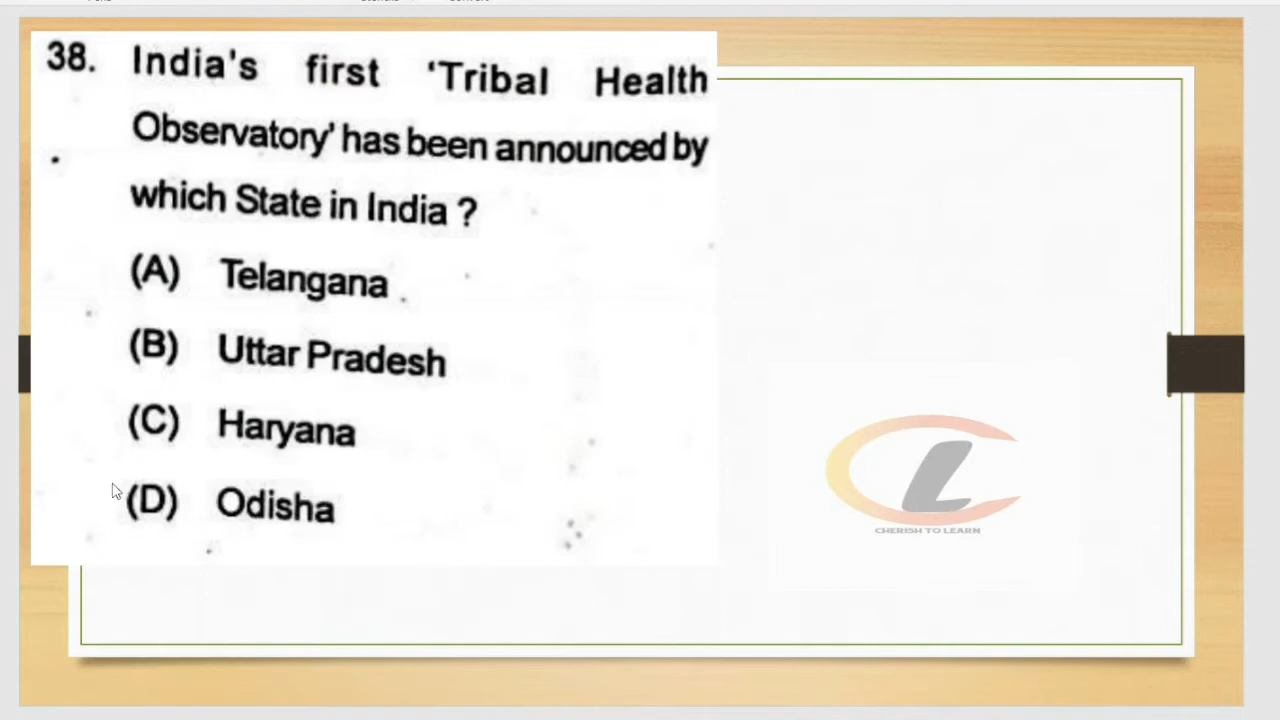 38. India's first 'Tribal Health
Observatory' has been announced by
which State in India ?
(A) Telangana
(B) Uttar Pradesh
(C) Haryana
(D) Odisha
CHERISH TO LEARN